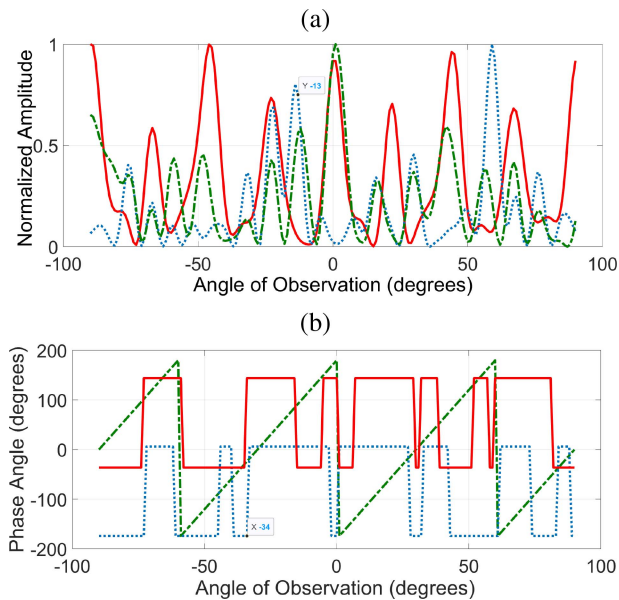 (a)
1
0.5
0
Normalized Amplitude
Y -13
-100 -50 0 50 100
Angle of Observation (degrees)
(b)
200
100
0
-100
-200
Phase Angle (degrees)
X -34
-100 -50 0 50 100
Angle of Observation (degrees)